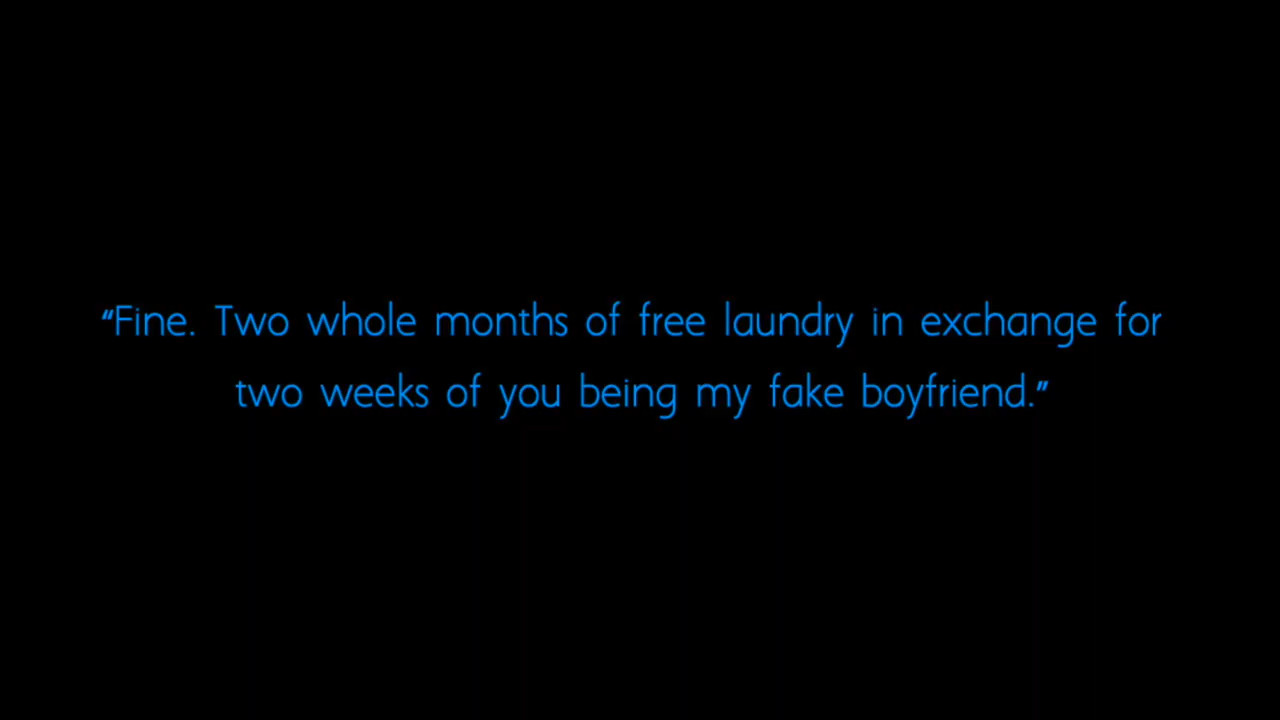 "Fine. Two whole months of free laundry in exchange for
two weeks of you being my fake boyfriend."